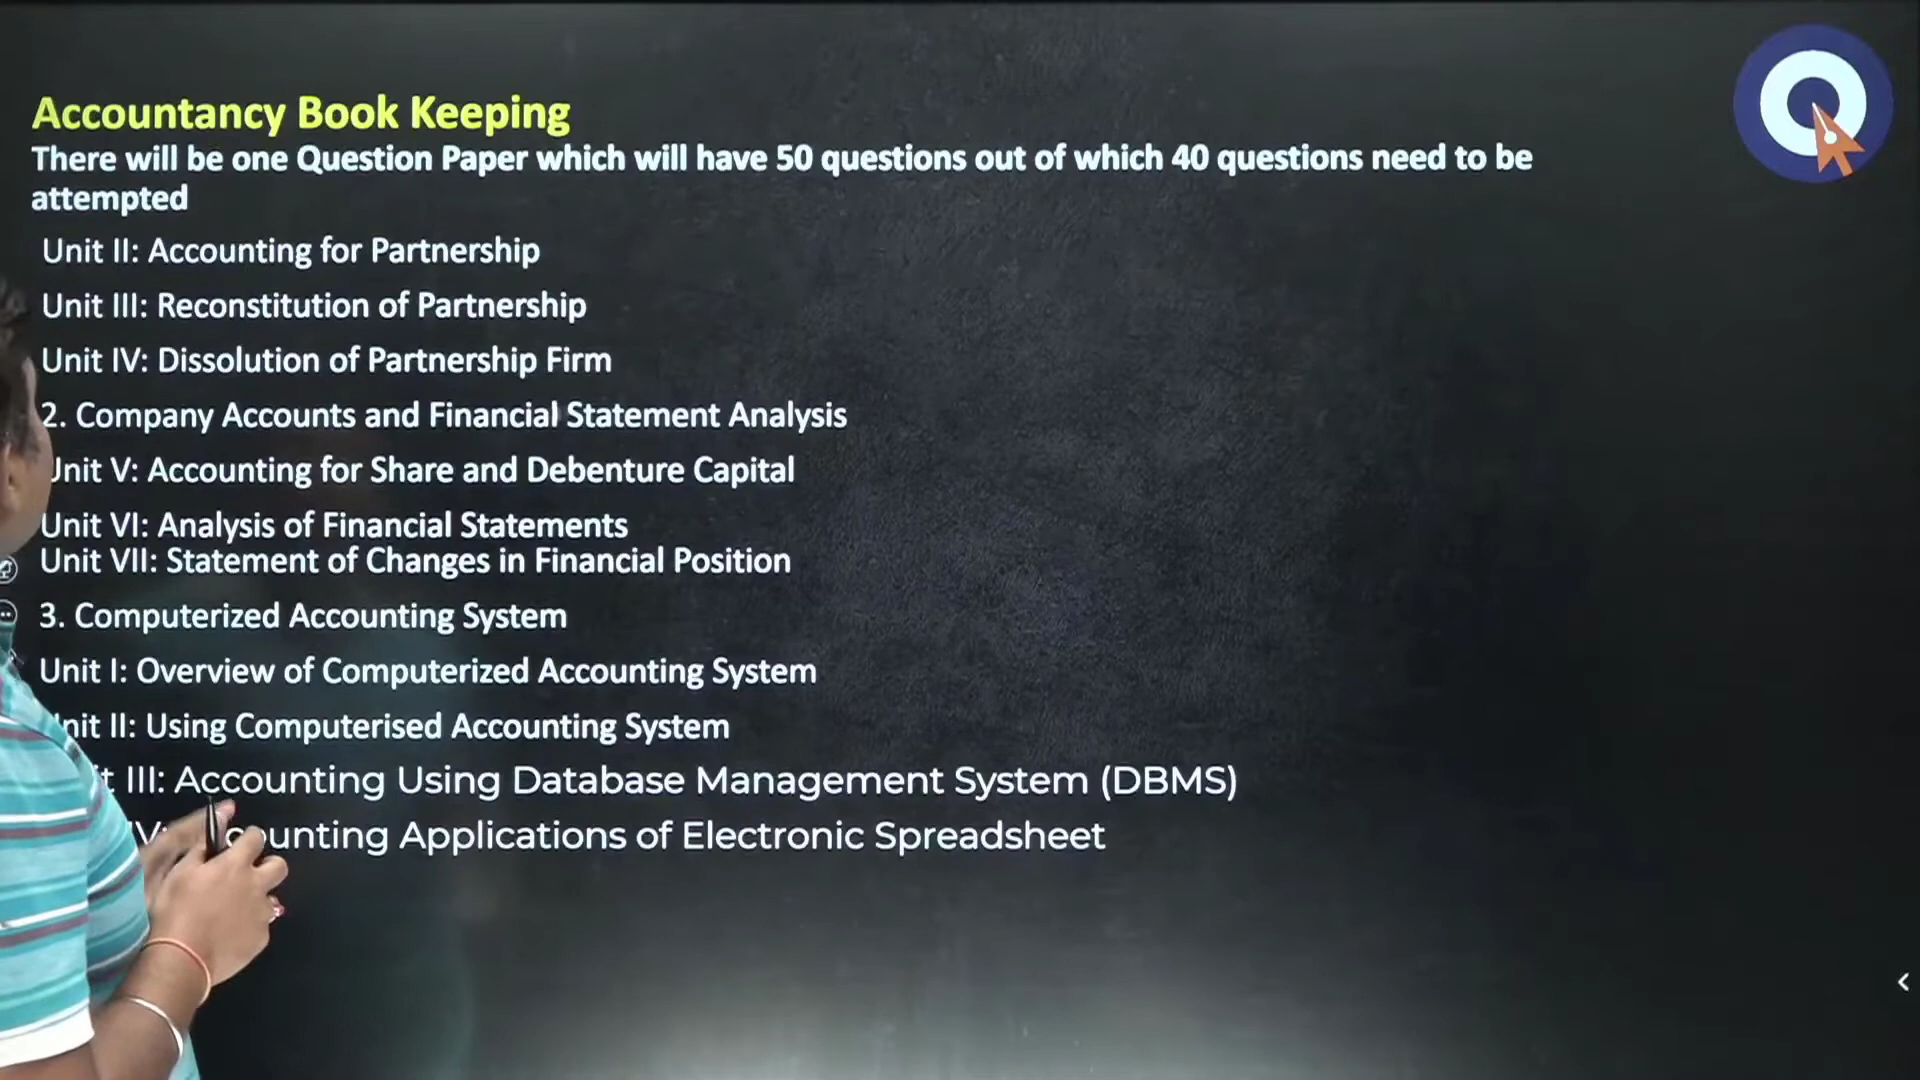 Accountancy Book Keeping
There will be one Question Paper which will have 50 questions out of which 40 questions need to be
attempted
Unit II: Accounting for Partnership
Unit III: Reconstitution of Partnership
Unit IV: Dissolution of Partnership Firm
2. Company Accounts and Financial Statement Analysis
Unit V: Accounting for Share and Debenture Capital
Unit VI: Analysis of Financial Statements
Unit VII: Statement of Changes in Financial Position
3. Computerized Accounting System
Unit I: Overview of Computerized Accounting System
Unit II: Using Computerised Accounting System
III: Accounting Using Database Management System (DBMS)
Accounting Applications of Electronic Spreadsheet